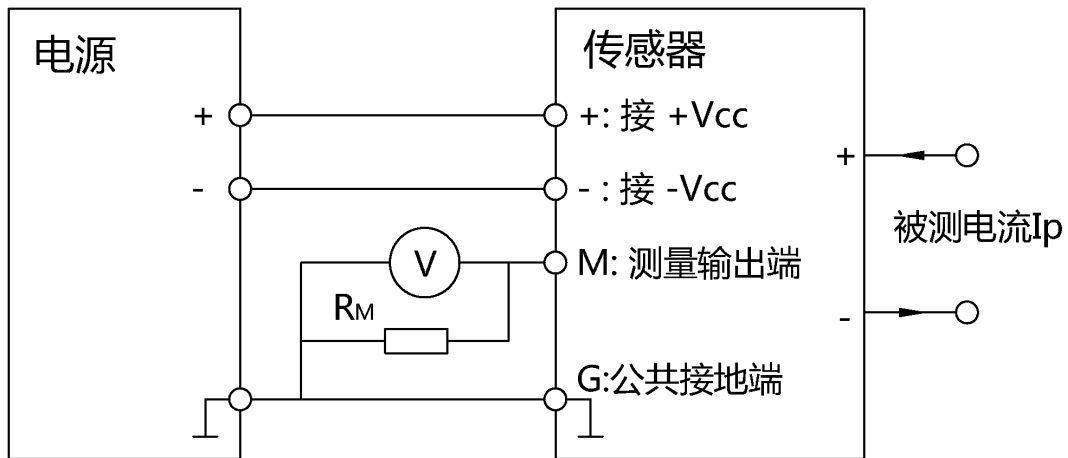 电源
传感器
+
+: 接 +Vcc
-
- : 接 -Vcc
+
被测电流Ip
V
M: 测量输出端
RM
-
G:公共接地端